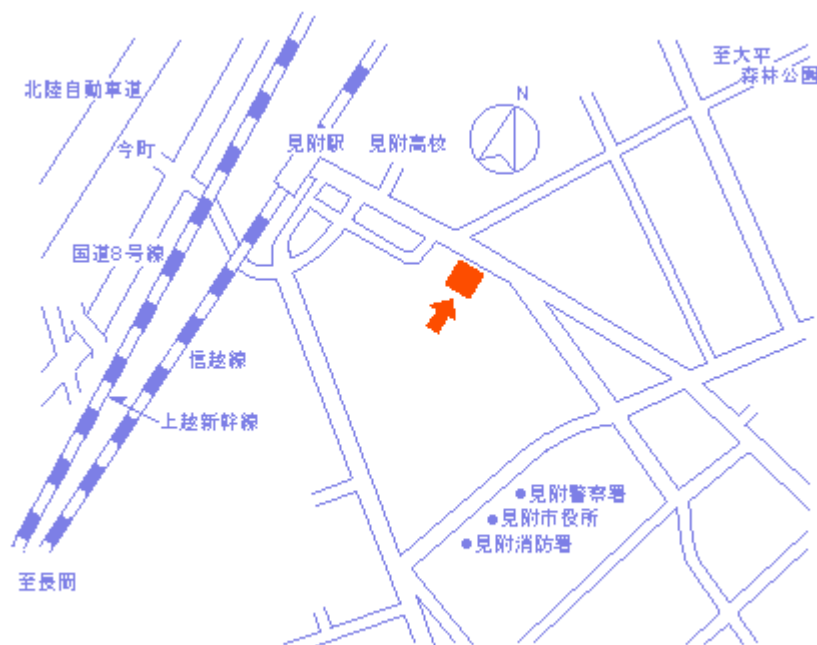 至大平
森林公園
北陸自動車道
N
今町
見附駅
見附高校
国道8号線
信越線
上越新幹線
見附警察署
見附市役所
見附消防署
至長岡